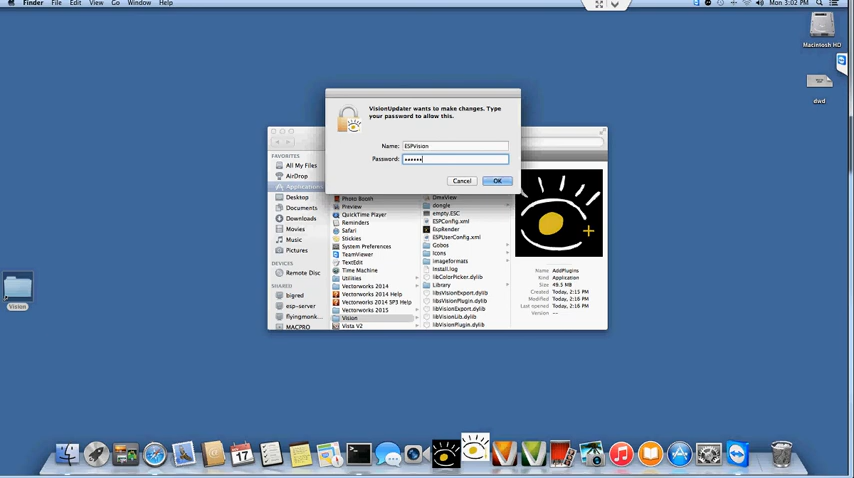 Finder File Edit View Go Window Help
Mon 3:02 PM
Macintosh HD
dwd
VisionUpdater wants to make changes. Type
your password to allow this.
Name: ESPVision
Password: ••••••
Cancel OK
FAVORITES
All My Files
AirDrop
Applications
Desktop
Documents
Downloads
Movies
Music
Pictures
DEVICES
Remote Disc
SHARED
bigred
esp-server
flyingmonk...
MACPRO
Photo Booth
Preview
QuickTime Player
Reminders
Safari
Stickies
System Preferences
TeamViewer
TextEdit
Time Machine
Utilities
Vectorworks 2014
Vectorworks 2014 Help
Vectorworks 2014 SP3 Help
Vectorworks 2015
Vision
Vista V2
DmxView
dongle
empty.ESC
ESPConfig.xml
EspRender
ESPUserConfig.xml
Gobos
Icons
imageformats
Install.log
libColorPicker.dylib
Library
libsVisionExport.dylib
libsVisionPlugin.dylib
libVisionExport.dylib
libVisionLib.dylib
libVisionPlugin.dylib
Name AddPlugins
Kind Application
Size 49.5 MB
Created Today, 2:15 PM
Modified Today, 2:16 PM
Last opened Today, 2:16 PM
Version --
Vision
17